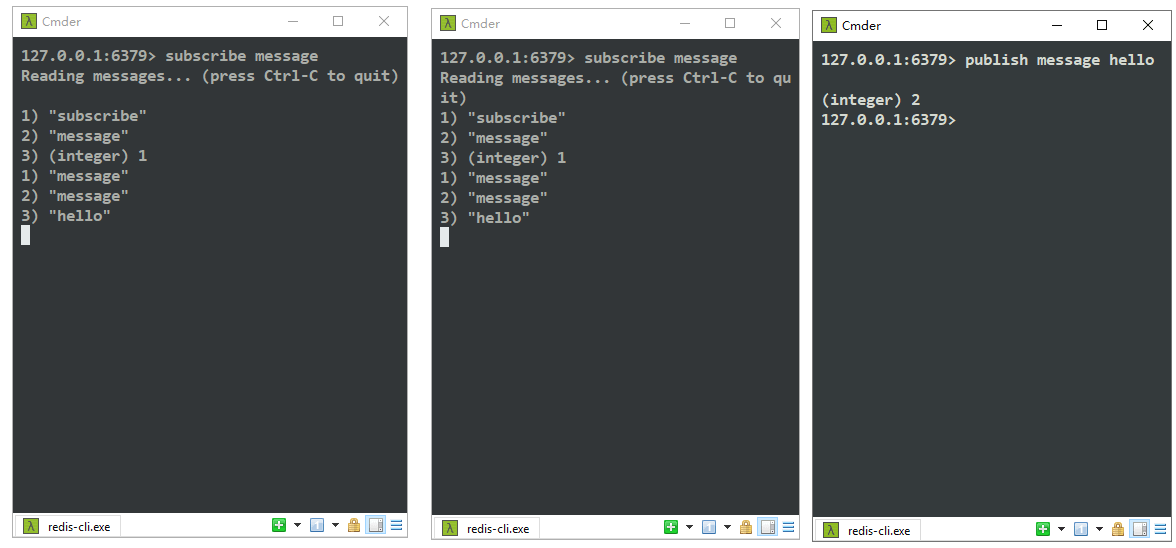 Cmder
127.0.0.1:6379> subscribe message
Reading messages... (press Ctrl-C to quit)
1) "subscribe"
2) "message"
3) (integer) 1
1) "message"
2) "message"
3) "hello"
redis-cli.exe
Cmder
127.0.0.1:6379> subscribe message
Reading messages... (press Ctrl-C to qu
it)
1) "subscribe"
2) "message"
3) (integer) 1
1) "message"
2) "message"
3) "hello"
redis-cli.exe
Cmder
127.0.0.1:6379> publish message hello
(integer) 2
127.0.0.1:6379>
redis-cli.exe